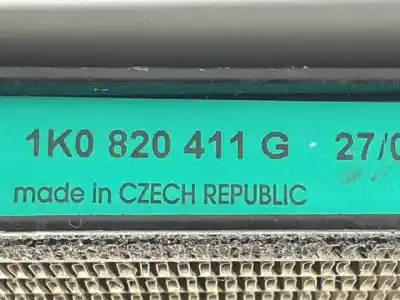 1K0 820 411 G · 27/0
made in CZECH REPUBLIC